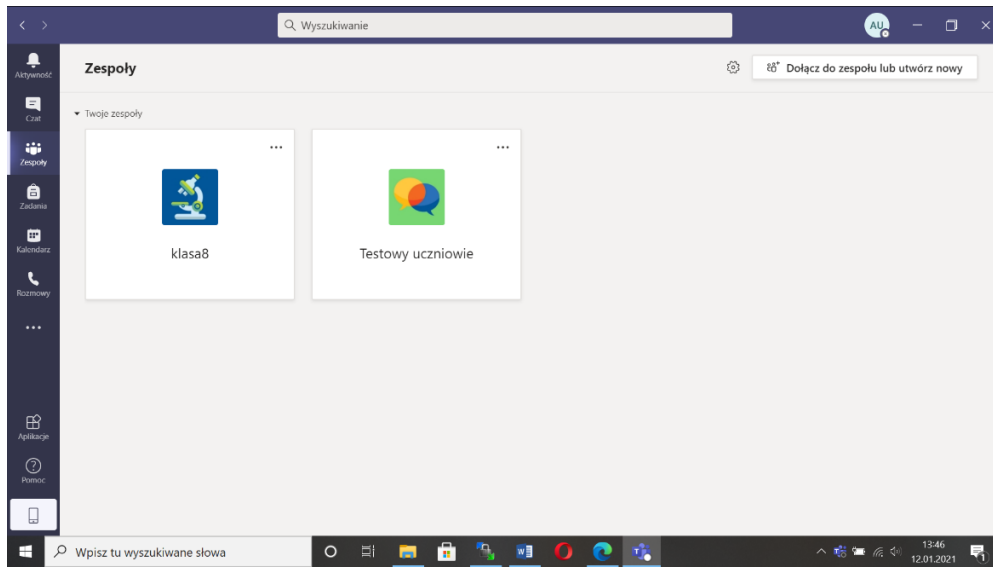 Wyszukiwanie
AU
Aktywność
Czat
Zespoły
Zadania
Kalendarz
Rozmowy
Aplikacje
Pomoc
Zespoły
Dołącz do zespołu lub utwórz nowy
Twoje zespoły
klasa8
Testowy uczniowie
Wpisz tu wyszukiwane słowa
13:46
12.01.2021
1